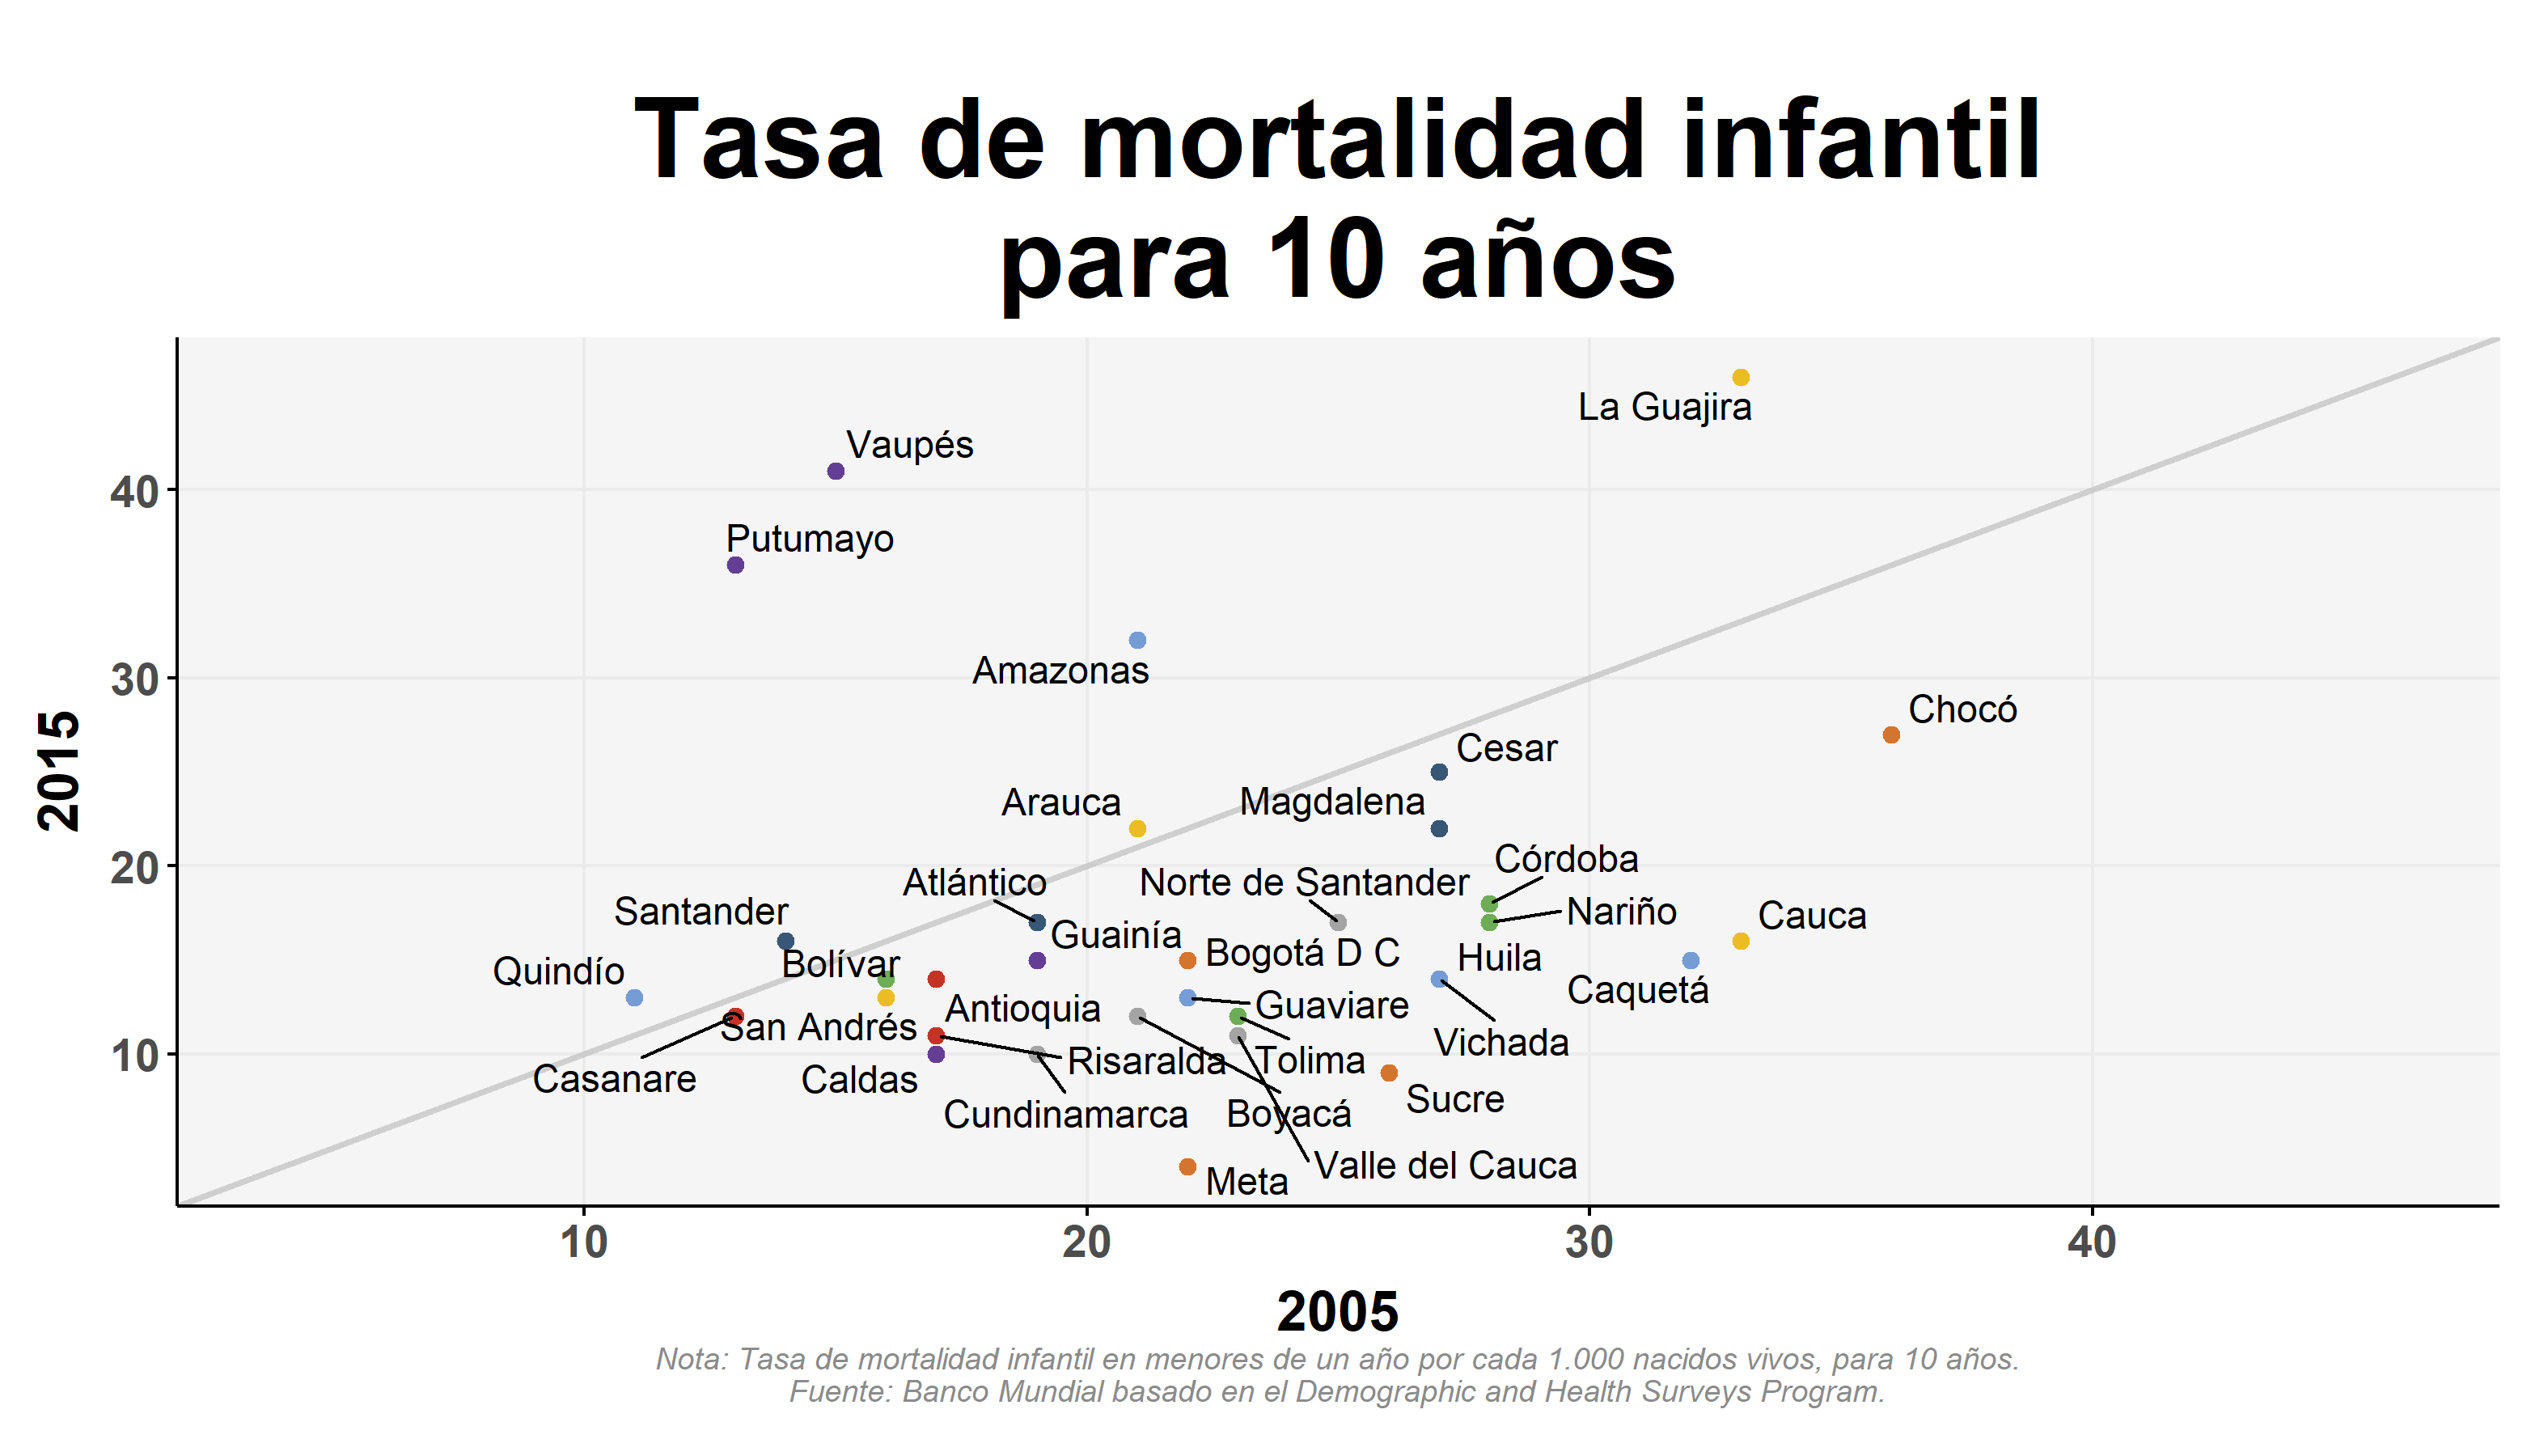 Tasa de mortalidad infantil
para 10 años
La Guajira
Vaupés
40
Putumayo
30
Amazonas
Chocó
2015
Cesar
Arauca
Magdalena
20
Córdoba
Atlántico
Norte de Santander
Santander
Nariño
Cauca
Guainía
Bogotá D C
Huila
Bolívar
Quindío
Caquetá
Antioquia
Guaviare
San Andrés
Vichada
10
Risaralda
Tolima
Casanare
Caldas
Sucre
Cundinamarca
Boyacá
Valle del Cauca
Meta
10
20
30
40
2005
Nota: Tasa de mortalidad infantil en menores de un año por cada 1.000 nacidos vivos, para 10 años.
Fuente: Banco Mundial basado en el Demographic and Health Surveys Program.